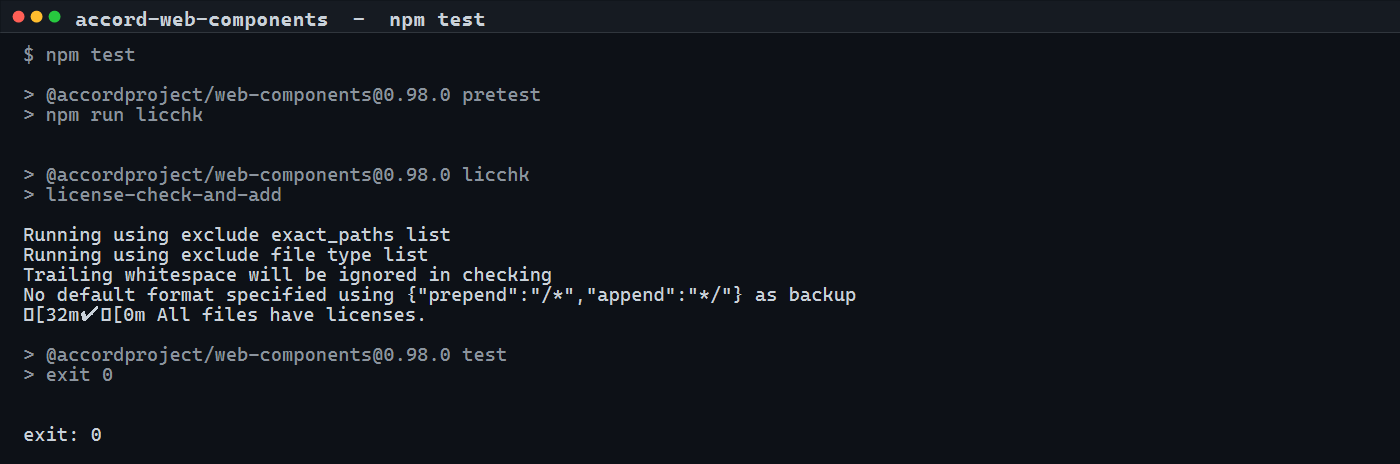 accord-web-components - npm test
$ npm test
> @accordproject/web-components@0.98.0 pretest
> npm run licchk
> @accordproject/web-components@0.98.0 licchk
> license-check-and-add
Running using exclude exact_paths list
Running using exclude file type list
Trailing whitespace will be ignored in checking
No default format specified using {"prepend":"/*","append":"*/"} as backup
▯[32m✔▯[0m All files have licenses.
> @accordproject/web-components@0.98.0 test
> exit 0
exit: 0